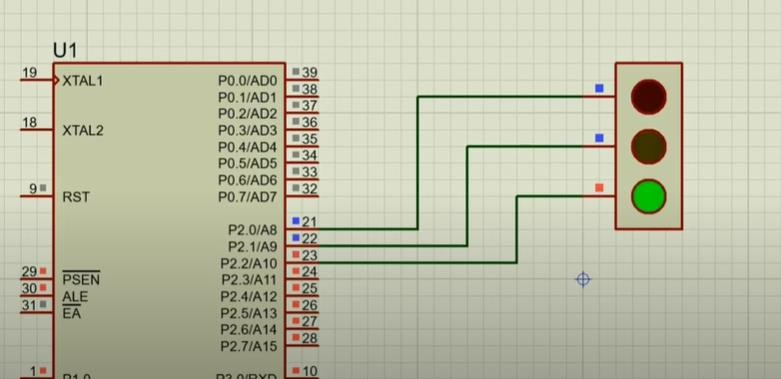 U1
19 XTAL1 P0.0/AD0 39
P0.1/AD1 38
P0.2/AD2 37
18 XTAL2 P0.3/AD3 36
P0.4/AD4 35
P0.5/AD5 34
P0.6/AD6 33
9 RST P0.7/AD7 32
P2.0/A8 21
P2.1/A9 22
P2.2/A10 23
29 PSEN P2.3/A11 24
30 ALE P2.4/A12 25
31 EA P2.5/A13 26
P2.6/A14 27
P2.7/A15 28
1 P1.0 P3.0/RXD 10